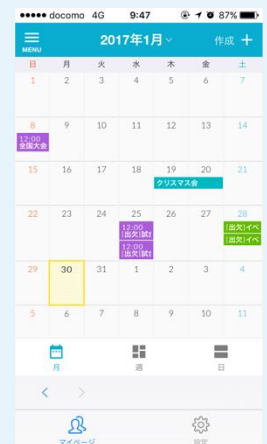 docomo 4G 9:47 87%
MENU 2017年1月 作成 +
日 月 火 水 木 金 土
1 2 3 4 5 6 7
8 9 10 11 12 13 14
12:00
全国大会
15 16 17 18 19 20 21
クリスマス会
22 23 24 25 26 27 28
12:00
[出欠]試 [出欠]イベ
12:00 [出欠]イベ
[出欠]試
29 30 31 1 2 3 4
5 6 7 8 9 10 11
月 週 日
マイページ 設定